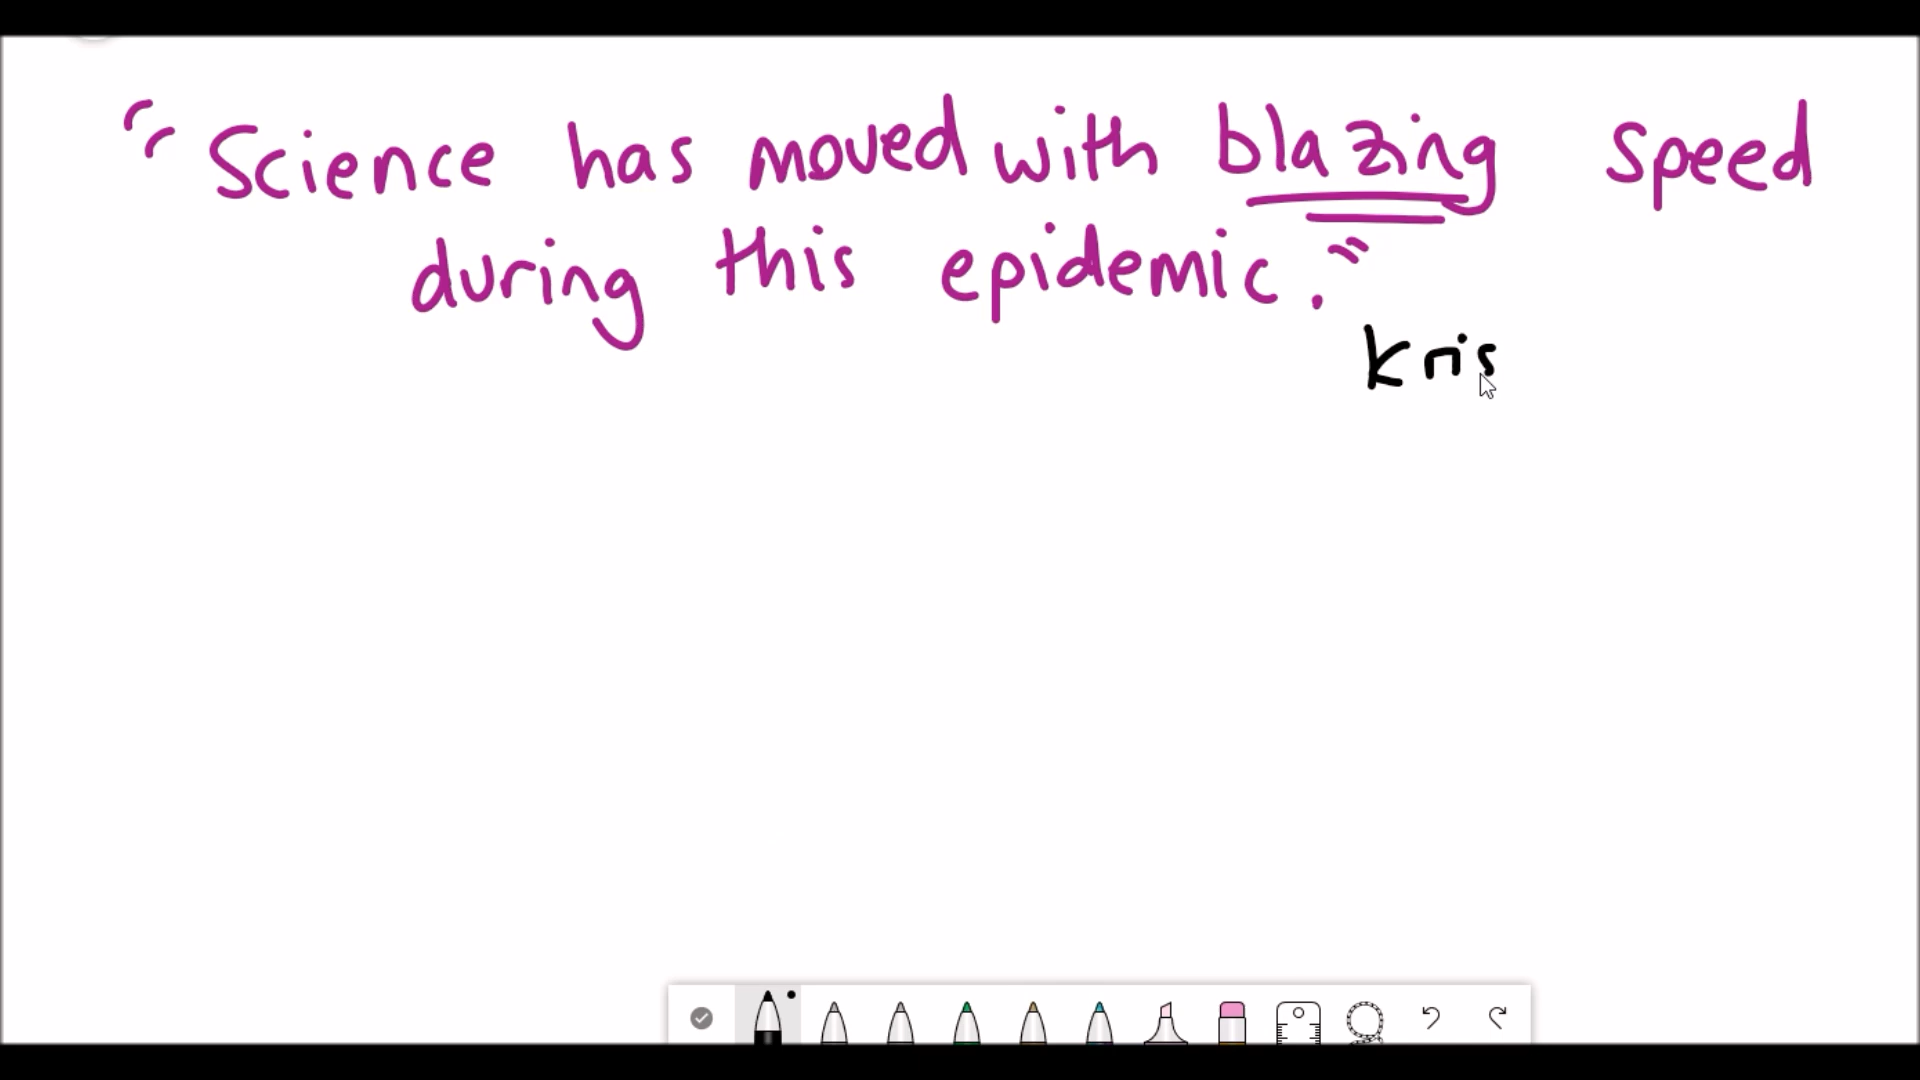 "Science has moved with blazing speed
during this epidemic."
Kris